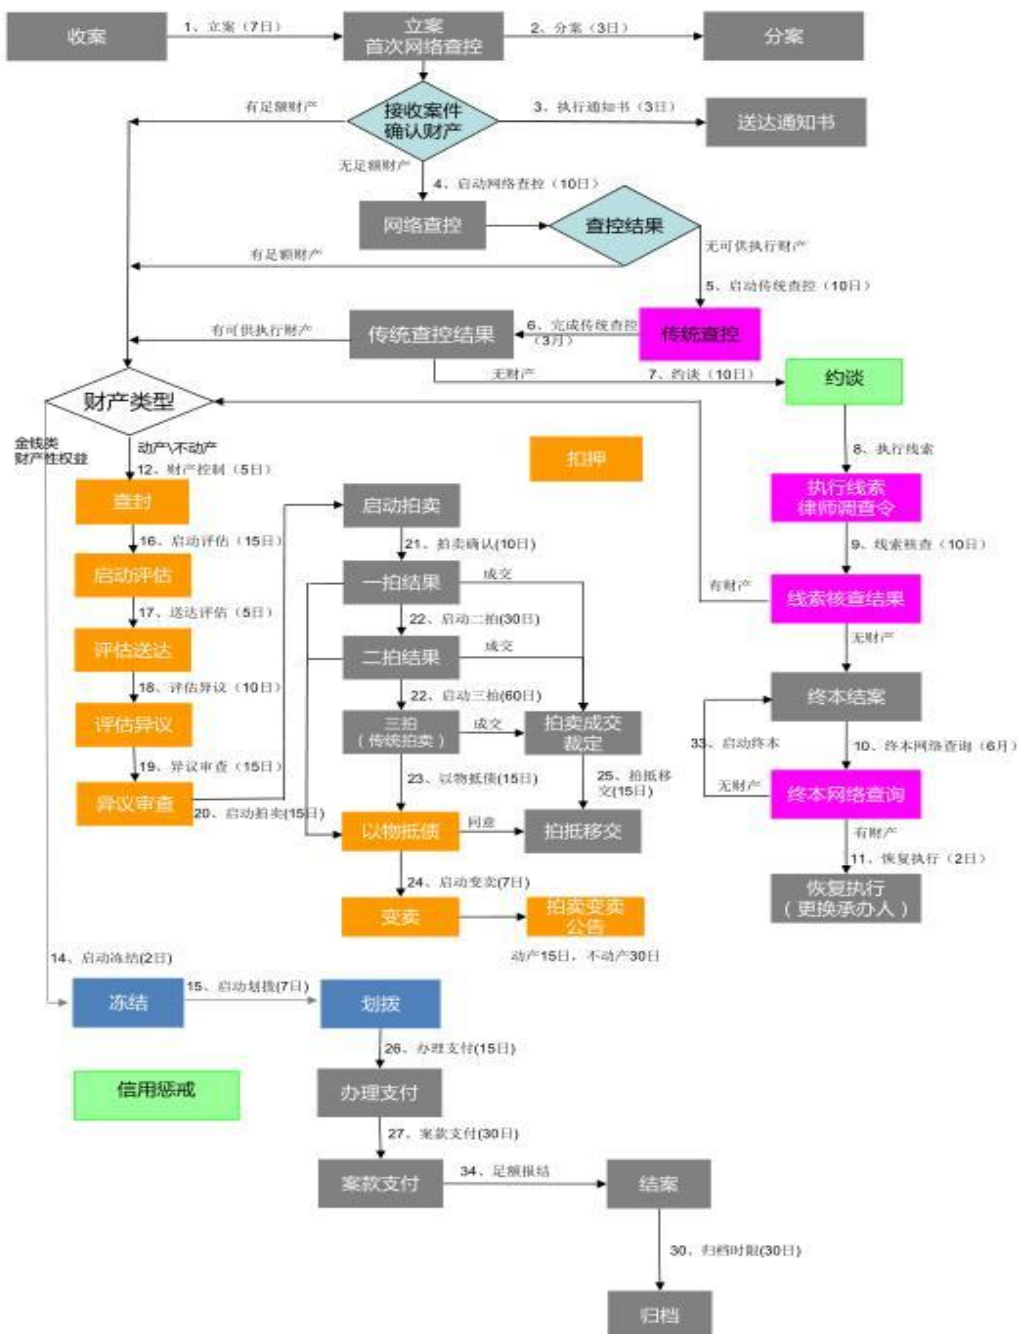 收案
1、立案（7日）
立案
首次网络查控
2、分案（3日）
分案
有足额财产
接收案件
确认财产
3、执行通知书（3日）
送达通知书
无足额财产
4、启动网络查控（10日）
网络查控
查控结果
无可供执行财产
有足额财产
5、启动传统查控（10日）
有可供执行财产
传统查控结果
6、完成传统查控
（3月）
传统查控
无财产
7、约谈（10日）
约谈
财产类型
金钱类
财产性权益
动产\不动产
12、财产控制（5日）
扣押
8、执行线索
查封
启动拍卖
执行线索
律师调查令
16、启动评估（15日）
21、拍卖确认(10日)
9、线索核查（10日）
启动评估
一拍结果
成交
有财产
线索核查结果
17、送达评估（5日）
22、启动二拍(30日)
无财产
评估送达
二拍结果
成交
18、评估异议（10日）
22、启动三拍(60日)
终本结案
评估异议
三拍
（传统拍卖）
成交
拍卖成交
裁定
33、启动终本
10、终本网络查询（6月）
19、异议审查（15日）
23、以物抵债(15日)
25、拍抵移
交(15日)
无财产
终本网络查询
异议审查
20、启动拍卖(15日)
以物抵债
同意
拍抵移交
有财产
11、恢复执行（2日）
24、启动变卖(7日)
恢复执行
（更换承办人）
变卖
拍卖变卖
公告
动产15日，不动产30日
14、启动冻结(2日)
冻结
15、启动划拨(7日)
划拨
26、办理支付(15日)
信用惩戒
办理支付
27、案款支付(30日)
案款支付
34、足额报结
结案
30、归档时限(30日)
归档